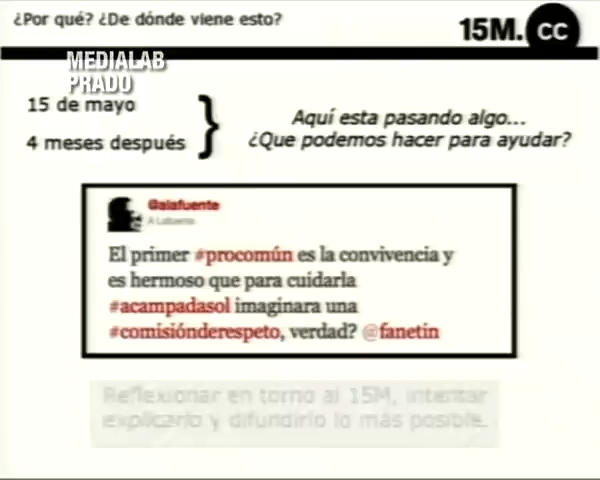 ¿Por qué? ¿De dónde viene esto?
15M.cc
MEDIALAB
PRADO
15 de mayo
4 meses después
Aquí esta pasando algo...
¿Que podemos hacer para ayudar?
@alafuente
A Lafuente
El primer #procomún es la convivencia y
es hermoso que para cuidarla
#acampadasol imaginara una
#comisiónderespeto, verdad? @fanetin
Reflexionar en torno al 15M, intentar
explicarlo y difundirlo lo más posible.